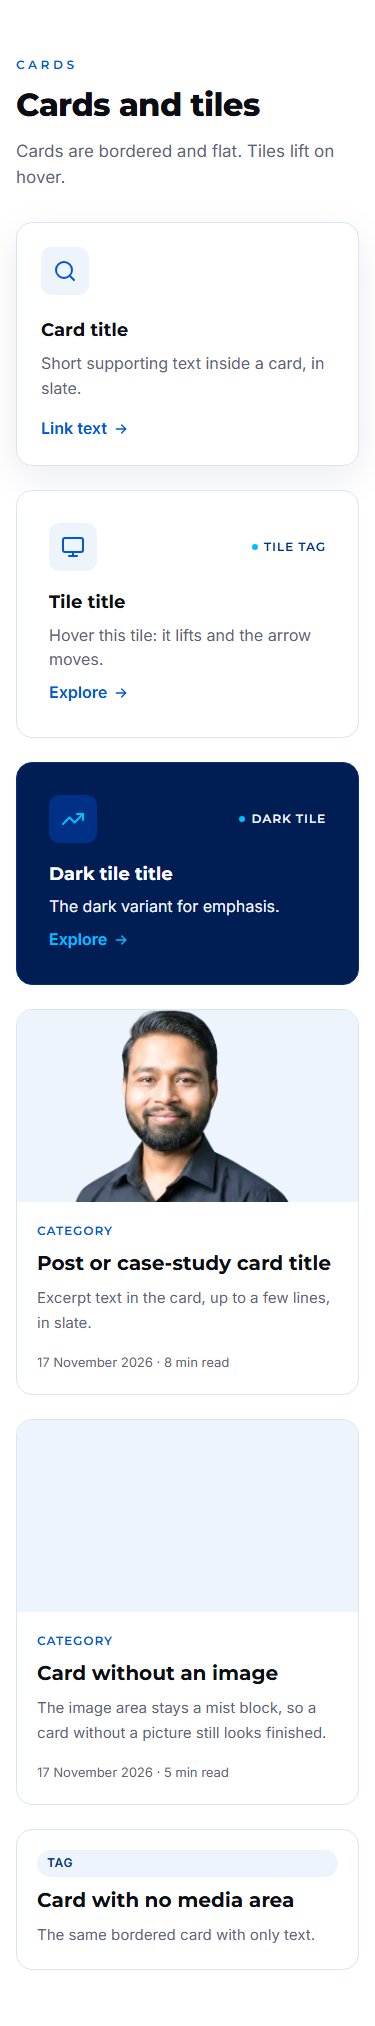 CARDS
Cards and tiles
Cards are bordered and flat. Tiles lift on
hover.
Card title
Short supporting text inside a card, in
slate.
Link text →
TILE TAG
Tile title
Hover this tile: it lifts and the arrow
moves.
Explore →
DARK TILE
Dark tile title
The dark variant for emphasis.
Explore →
CATEGORY
Post or case-study card title
Excerpt text in the card, up to a few lines,
in slate.
17 November 2026 · 8 min read
CATEGORY
Card without an image
The image area stays a mist block, so a
card without a picture still looks finished.
17 November 2026 · 5 min read
TAG
Card with no media area
The same bordered card with only text.